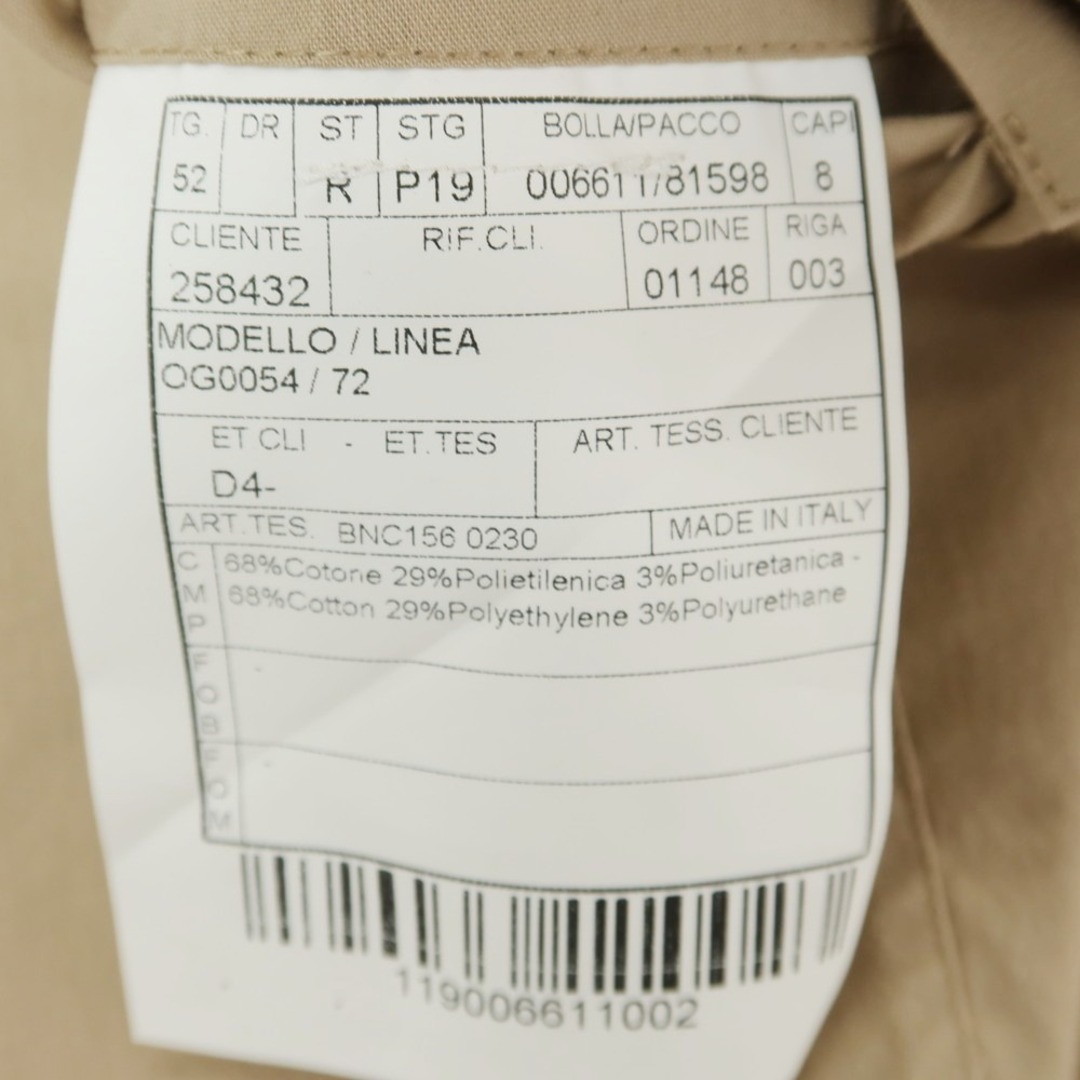 TG. DR ST STG BOLLA/PACCO CAPI
52 R P19 006611/81598 8
CLIENTE RIF.CLI. ORDINE RIGA
258432 01148 003
MODELLO / LINEA
OG0054 / 72
ET CLI - ET.TES ART. TESS. CLIENTE
D4-
ART.TES. BNC156 0230 MADE IN ITALY
CMP 68%Cotone 29%Polietilenica 3%Poliuretanica -
68%Cotton 29%Polyethylene 3%Polyurethane
FOB
FOM
119006611002